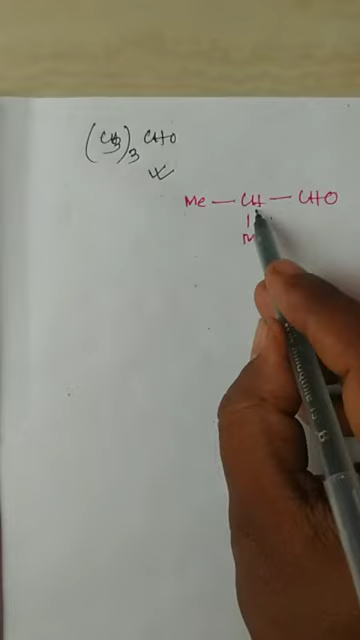 (CH3)3 CHO
Me — CH — CHO
|
M